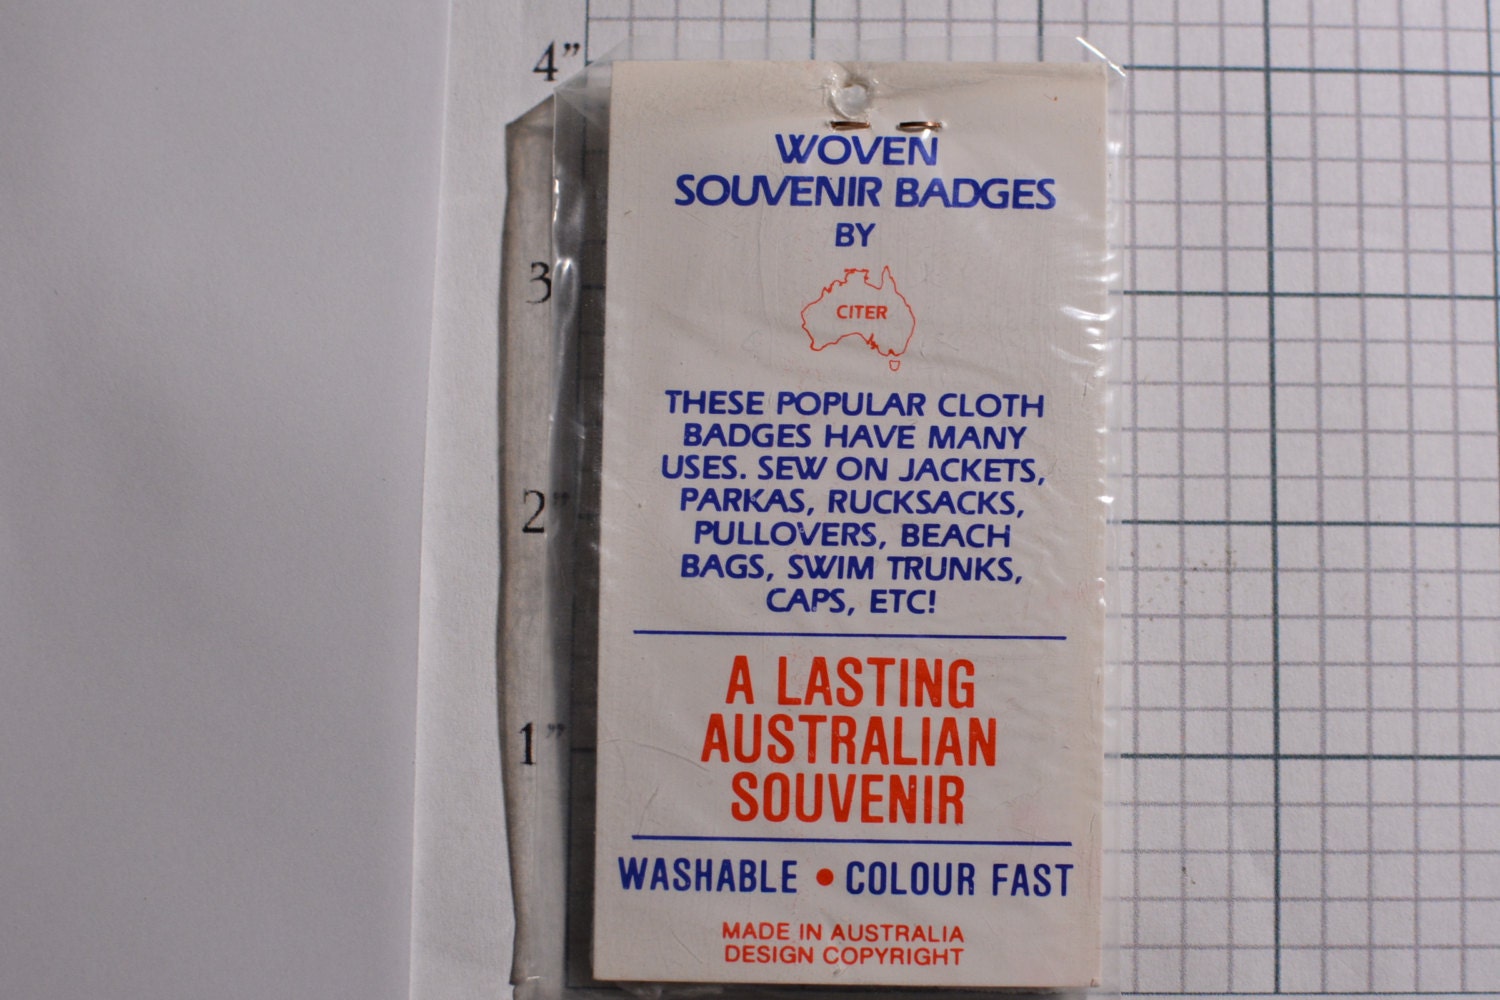 4"
3
2"
1"
WOVEN
SOUVENIR BADGES
BY
CITER
THESE POPULAR CLOTH
BADGES HAVE MANY
USES. SEW ON JACKETS,
PARKAS, RUCKSACKS,
PULLOVERS, BEACH
BAGS, SWIM TRUNKS,
CAPS, ETC!
A LASTING
AUSTRALIAN
SOUVENIR
WASHABLE • COLOUR FAST
MADE IN AUSTRALIA
DESIGN COPYRIGHT